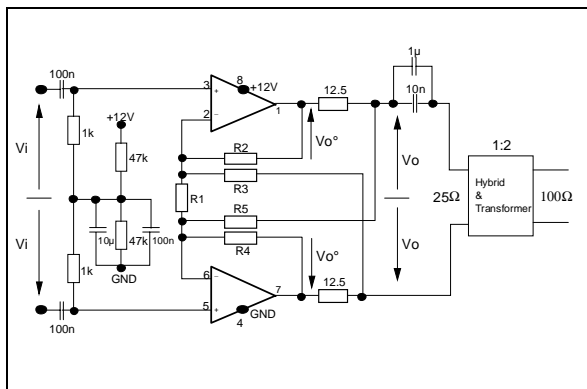 1µ
100n
8
3
+
+12V
12.5
10n
2
−
1
+12V
1:2
Vi
1k
47k
R2
Vo°
Vo
R3
R1
25Ω
Hybrid
&
Transformer
100Ω
R5
Vi
10µ
47k
100n
R4
Vo°
Vo
1k
GND
6
−
7
12.5
5
+
GND
4
100n